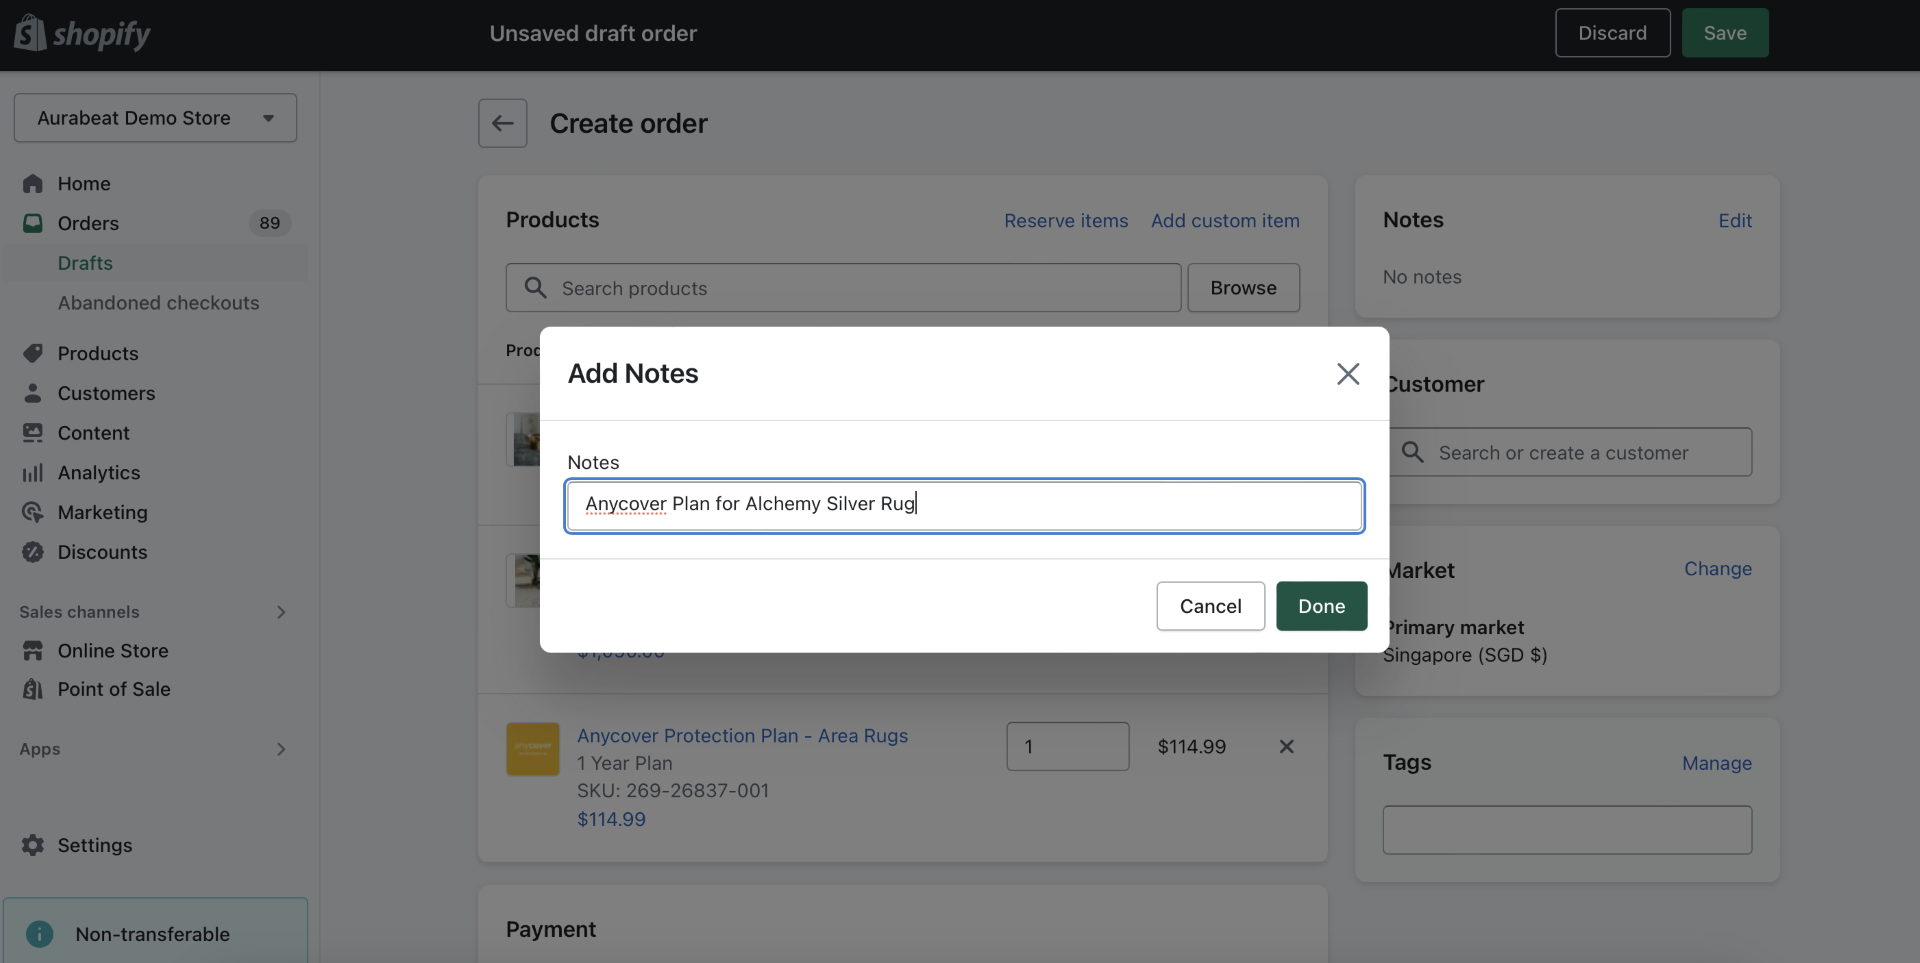 shopify
Unsaved draft order
Discard
Save
Aurabeat Demo Store
Home
Orders
89
Drafts
Abandoned checkouts
Products
Customers
Content
Analytics
Marketing
Discounts
Sales channels
Online Store
Point of Sale
Apps
Settings
Non-transferable
Create order
Products
Reserve items
Add custom item
Search products
Browse
Add Notes
Notes
Anycover Plan for Alchemy Silver Rug
Cancel
Done
Anycover Protection Plan - Area Rugs
1 Year Plan
SKU: 269-26837-001
$114.99
1
$114.99
Payment
Notes
Edit
No notes
Customer
Search or create a customer
Market
Change
Primary market
Singapore (SGD $)
Tags
Manage